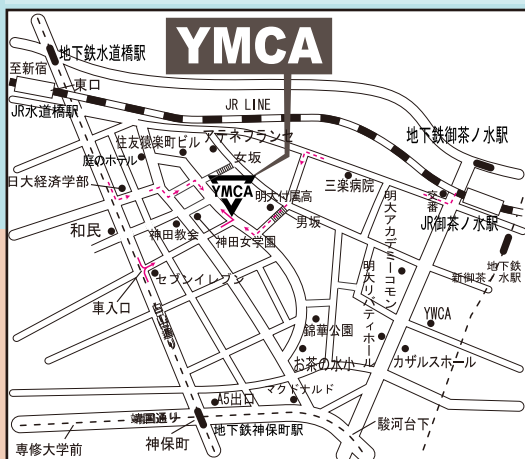 YMCA
地下鉄水道橋駅
至新宿
東口
JR水道橋駅
JR LINE
地下鉄御茶ノ水駅
住友猿楽町ビル
アテネフランセ
庭のホテル
女坂
日大経済学部
YMCA
明大付属高
三楽病院
交番
JR御茶ノ水駅
和民
神田教会
神田女学園
男坂
明大アカデミーコモン
地下鉄
新御茶ノ水駅
セブンイレブン
車入口
明大リバティホール
YWCA
錦華公園
お茶の水小
カザルスホール
A5出口
マクドナルド
靖国通り
専修大学前
神保町
地下鉄神保町駅
駿河台下